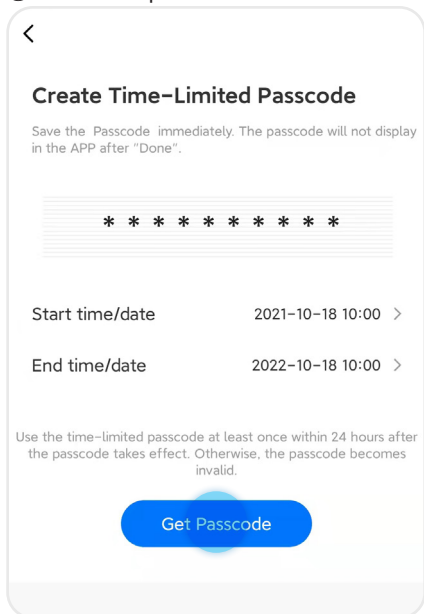 Create Time-Limited Passcode
Save the Passcode immediately. The passcode will not display
in the APP after "Done".
* * * * * * * * * *
Start time/date 2021-10-18 10:00 >
End time/date 2022-10-18 10:00 >
Use the time-limited passcode at least once within 24 hours after
the passcode takes effect. Otherwise, the passcode becomes
invalid.
Get Passcode